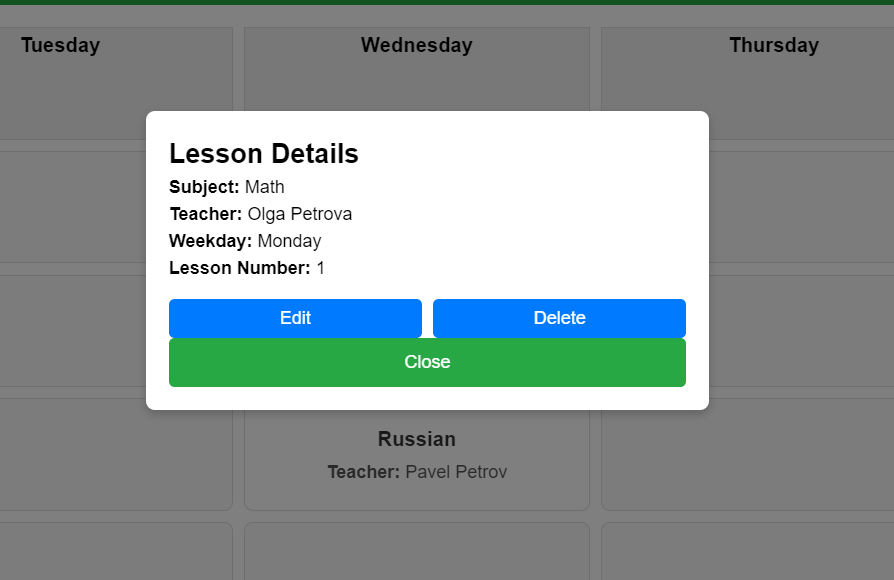 Tuesday
Wednesday
Thursday
Lesson Details
Subject: Math
Teacher: Olga Petrova
Weekday: Monday
Lesson Number: 1
Edit
Delete
Close
Russian
Teacher: Pavel Petrov